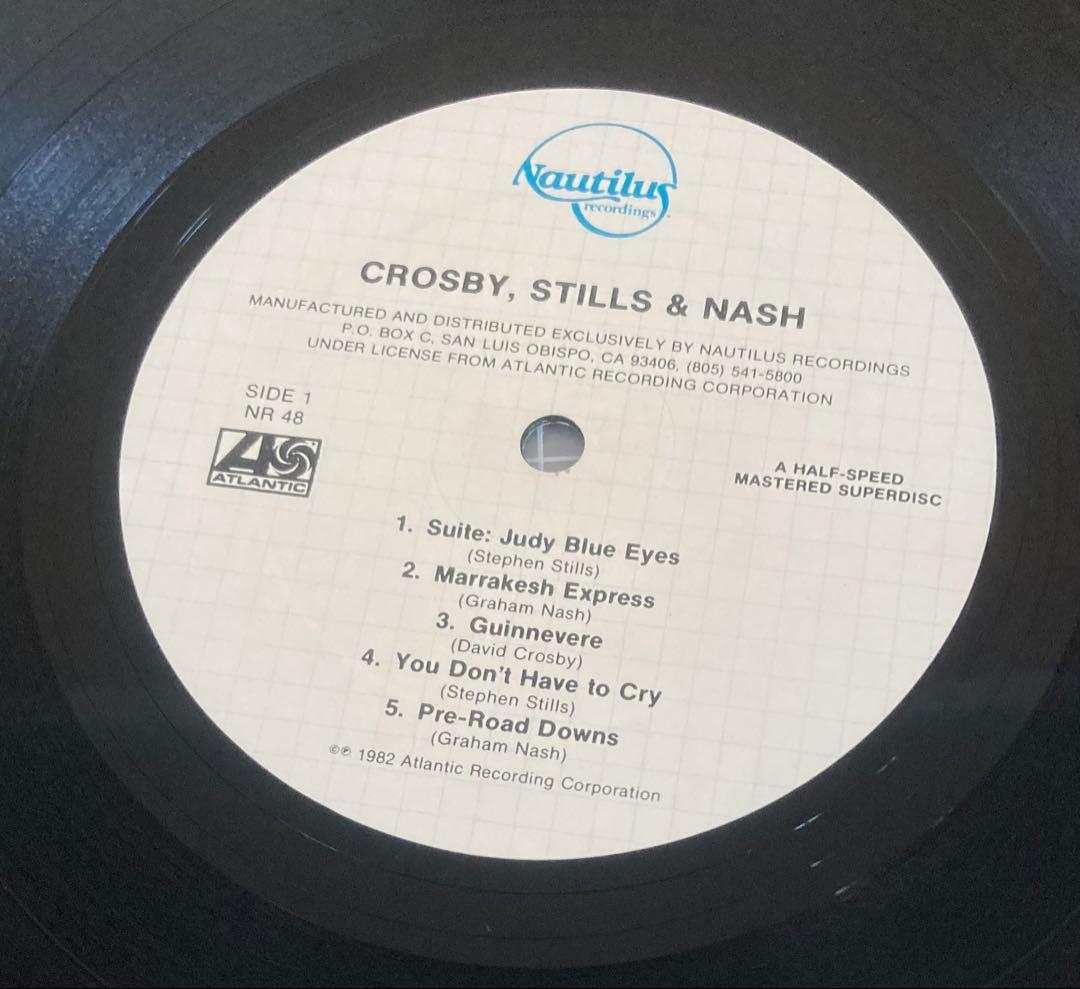 Nautilus
recordings
CROSBY, STILLS & NASH
MANUFACTURED AND DISTRIBUTED EXCLUSIVELY BY NAUTILUS RECORDINGS
P.O. BOX C, SAN LUIS OBISPO, CA 93406, (805) 541-5800
UNDER LICENSE FROM ATLANTIC RECORDING CORPORATION
SIDE 1
NR 48
ATLANTIC
A HALF-SPEED
MASTERED SUPERDISC
1. Suite: Judy Blue Eyes
(Stephen Stills)
2. Marrakesh Express
(Graham Nash)
3. Guinnevere
(David Crosby)
4. You Don't Have to Cry
(Stephen Stills)
5. Pre-Road Downs
(Graham Nash)
©℗ 1982 Atlantic Recording Corporation